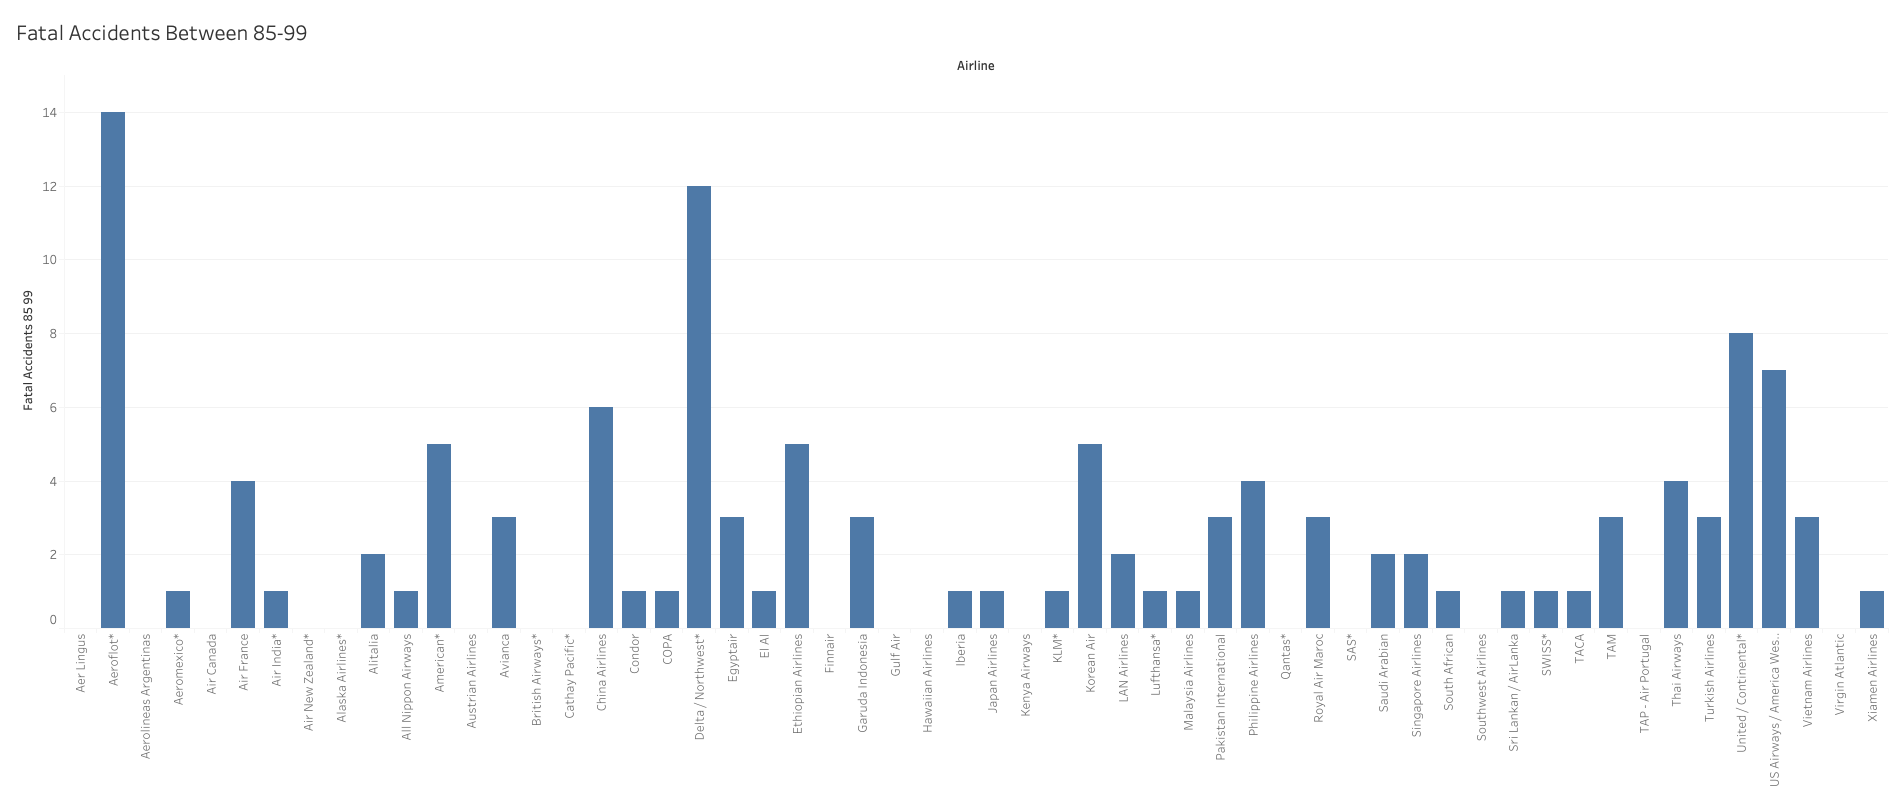 Fatal Accidents Between 85-99
Airline
Fatal Accidents 85 99
14
12
10
8
6
4
2
0
Aer Lingus
Aeroflot*
Aerolineas Argentinas
Aeromexico*
Air Canada
Air France
Air India*
Air New Zealand*
Alaska Airlines*
Alitalia
All Nippon Airways
American*
Austrian Airlines
Avianca
British Airways*
Cathay Pacific*
China Airlines
Condor
COPA
Delta / Northwest*
Egyptair
El Al
Ethiopian Airlines
Finnair
Garuda Indonesia
Gulf Air
Hawaiian Airlines
Iberia
Japan Airlines
Kenya Airways
KLM*
Korean Air
LAN Airlines
Lufthansa*
Malaysia Airlines
Pakistan International
Philippine Airlines
Qantas*
Royal Air Maroc
SAS*
Saudi Arabian
Singapore Airlines
South African
Southwest Airlines
Sri Lankan / AirLanka
SWISS*
TACA
TAM
TAP - Air Portugal
Thai Airways
Turkish Airlines
United / Continental*
US Airways / America Wes..
Vietnam Airlines
Virgin Atlantic
Xiamen Airlines